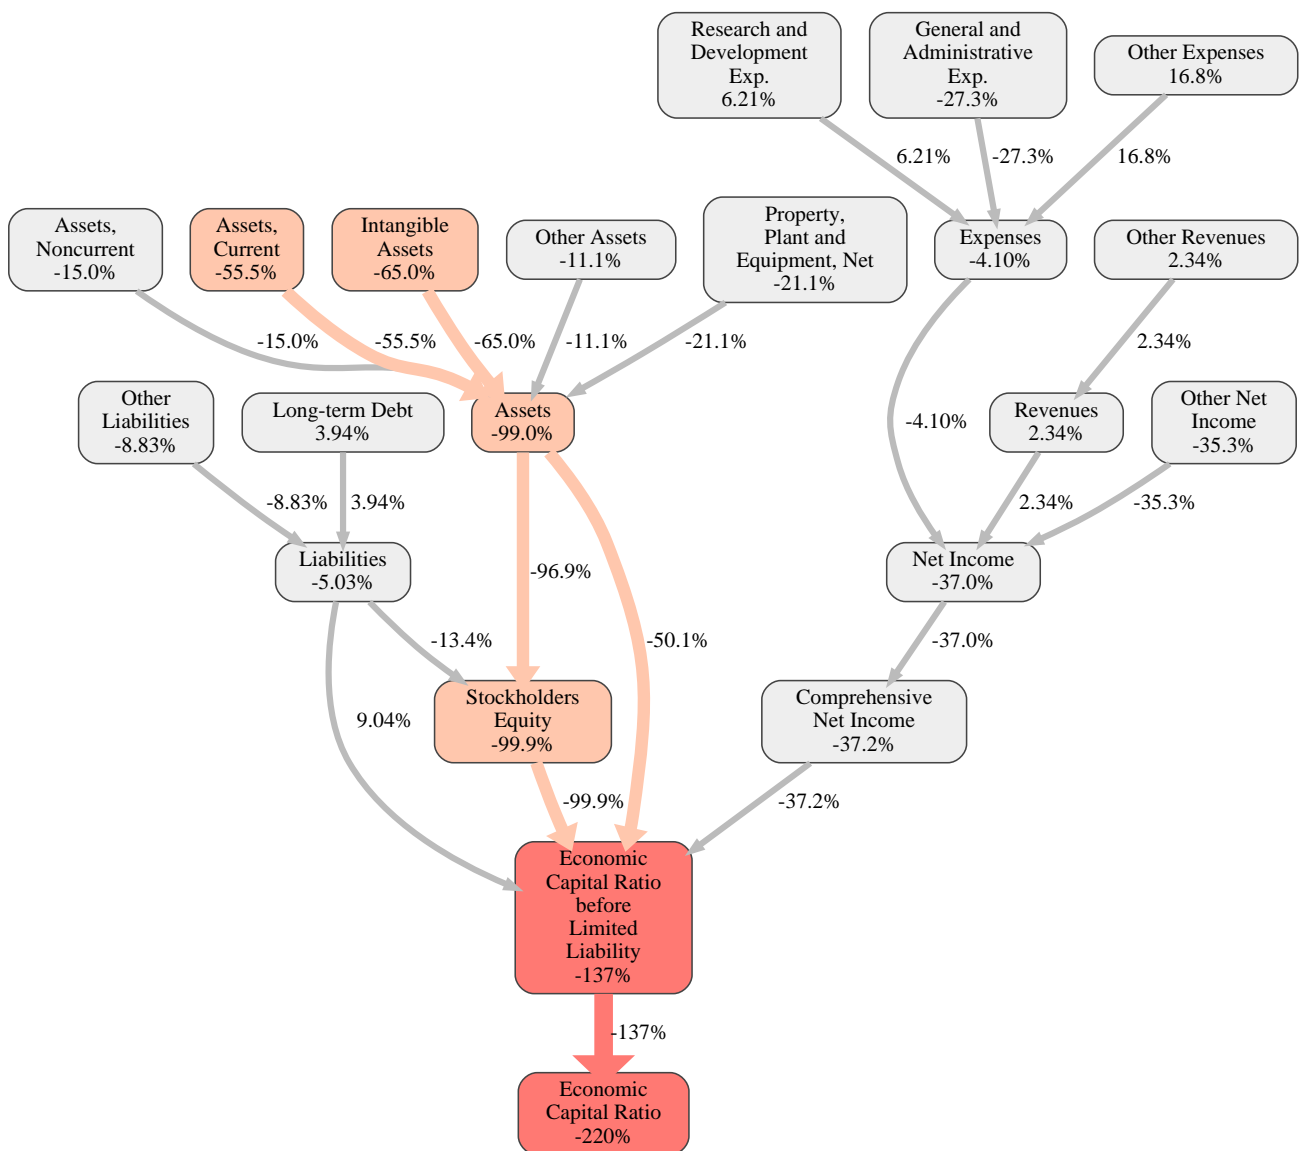 Research and
Development
Exp.
6.21%
General and
Administrative
Exp.
-27.3%
Other Expenses
16.8%
6.21%
-27.3%
16.8%
Assets,
Noncurrent
-15.0%
Assets,
Current
-55.5%
Intangible
Assets
-65.0%
Other Assets
-11.1%
Property,
Plant and
Equipment, Net
-21.1%
Expenses
-4.10%
Other Revenues
2.34%
-15.0%
-55.5%
-65.0%
-11.1%
-21.1%
2.34%
Other
Liabilities
-8.83%
Long-term Debt
3.94%
Assets
-99.0%
-4.10%
Revenues
2.34%
Other Net
Income
-35.3%
-8.83%
3.94%
2.34%
-35.3%
Liabilities
-5.03%
-96.9%
Net Income
-37.0%
-13.4%
-50.1%
-37.0%
9.04%
Stockholders
Equity
-99.9%
Comprehensive
Net Income
-37.2%
-99.9%
-37.2%
Economic
Capital Ratio
before
Limited
Liability
-137%
-137%
Economic
Capital Ratio
-220%